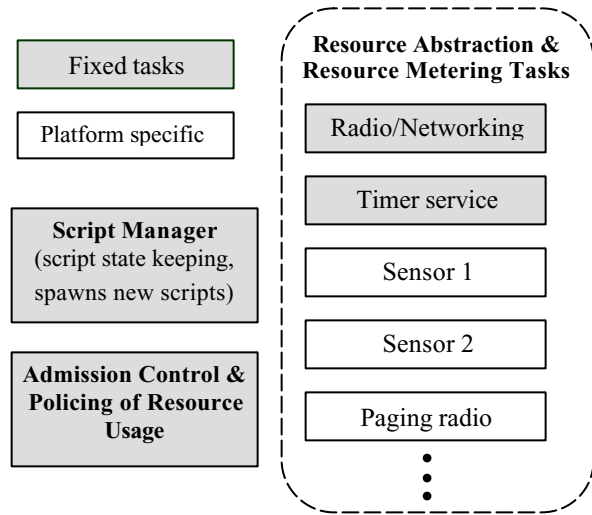 Fixed tasks
Platform specific
Script Manager
(script state keeping,
spawns new scripts)
Admission Control &
Policing of Resource
Usage
Resource Abstraction &
Resource Metering Tasks
Radio/Networking
Timer service
Sensor 1
Sensor 2
Paging radio